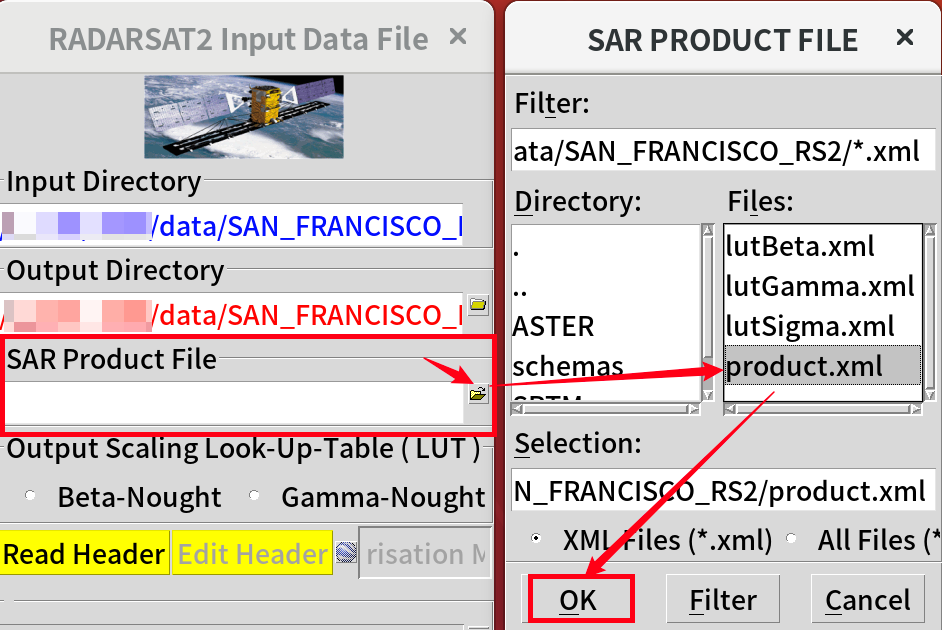 RADARSAT2 Input Data File
Input Directory
/data/SAN_FRANCISCO_
Output Directory
/data/SAN_FRANCISCO_
SAR Product File
Output Scaling Look-Up-Table ( LUT )
Beta-Nought Gamma-Nought
Read Header Edit Header risation
SAR PRODUCT FILE
Filter:
ata/SAN_FRANCISCO_RS2/*.xml
Directory:
.
..
ASTER
schemas
Files:
lutBeta.xml
lutGamma.xml
lutSigma.xml
product.xml
Selection:
N_FRANCISCO_RS2/product.xml
XML Files (*.xml) All Files (*
OK Filter Cancel